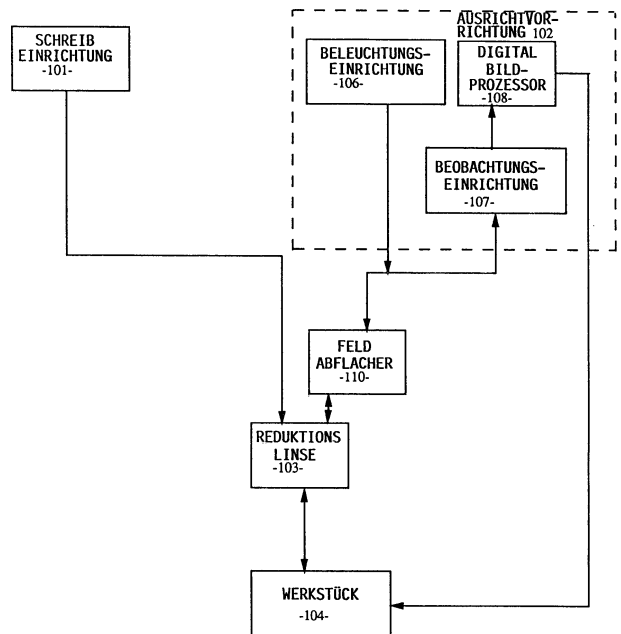 SCHREIB
EINRICHTUNG
-101-
AUSRICHTVOR-
RICHTUNG 102
BELEUCHTUNGS-
EINRICHTUNG
-106-
DIGITAL
BILD-
PROZESSOR
-108-
BEOBACHTUNGS-
EINRICHTUNG
-107-
FELD
ABFLACHER
-110-
REDUKTIONS
LINSE
-103-
WERKSTÜCK
-104-